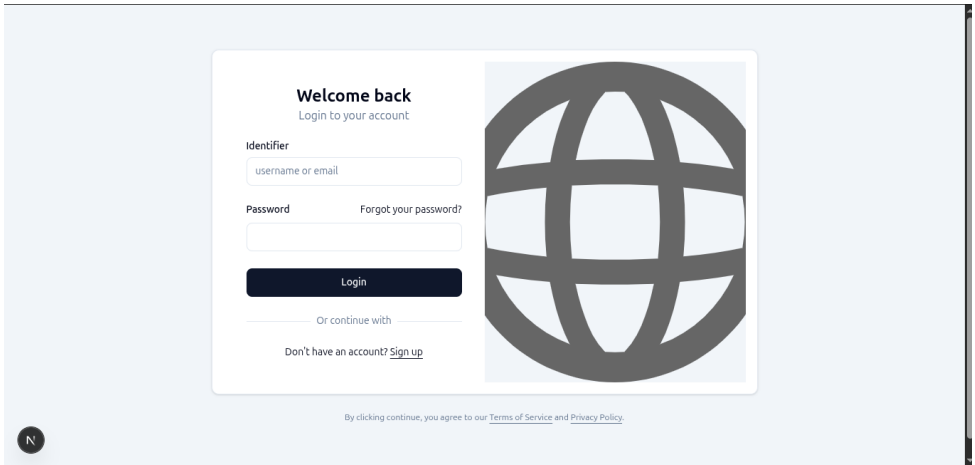 Welcome back
Login to your account
Identifier
username or email
Password Forgot your password?
Login
Or continue with
Don't have an account? Sign up
By clicking continue, you agree to our Terms of Service and Privacy Policy.
N